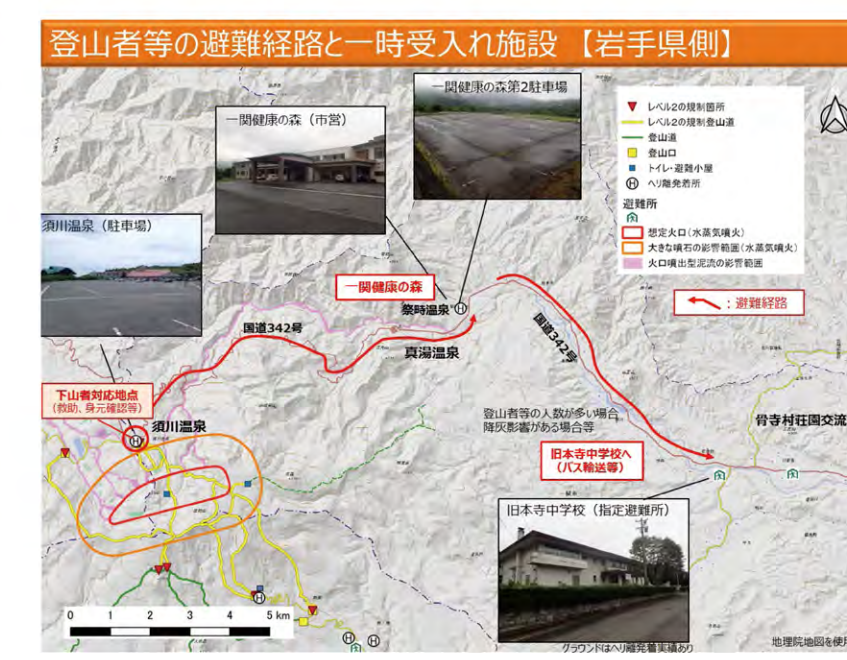 登山者等の避難経路と一時受入れ施設 【岩手県側】
一関健康の森第2駐車場
一関健康の森（市営）
須川温泉（駐車場）
レベル2の規制箇所
レベル2の規制登山道
登山道
登山口
トイレ・避難小屋
H ヘリ離発着所
避難所
想定火口（水蒸気噴火）
大きな噴石の影響範囲（水蒸気噴火）
火口噴出型泥流の影響範囲
：避難経路
一関健康の森
祭畤温泉
H
国道342号
真湯温泉
国道342号
下山者対応地点
（救助、身元確認等）
須川温泉
H
登山者等の人数が多い場合
降灰影響がある場合等
旧本寺中学校へ
（バス輸送等）
骨寺村荘園交流
旧本寺中学校（指定避難所）
グラウンドはヘリ離発着実績あり
H
H
H
0 1 2 3 4 5 km
地理院地図を使用